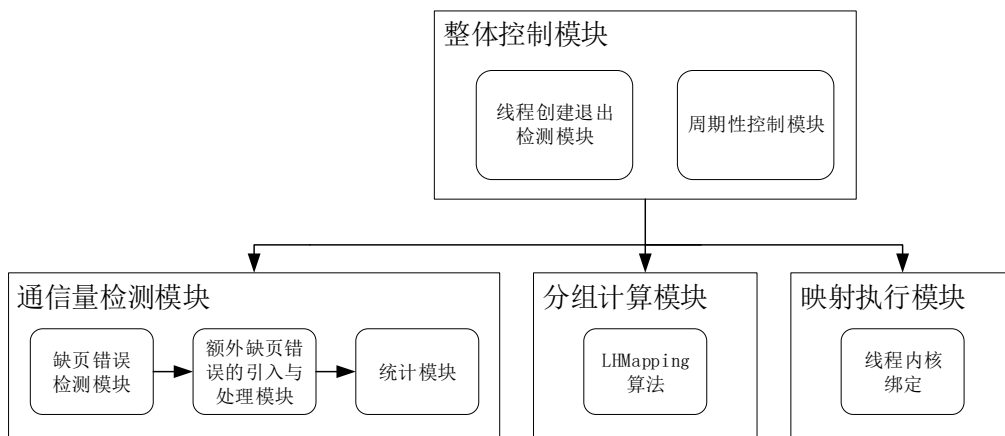 整体控制模块
线程创建退出
检测模块
周期性控制模块
通信量检测模块
缺页错误
检测模块
额外缺页错
误的引入与
处理模块
统计模块
分组计算模块
LHMapping
算法
映射执行模块
线程内核
绑定